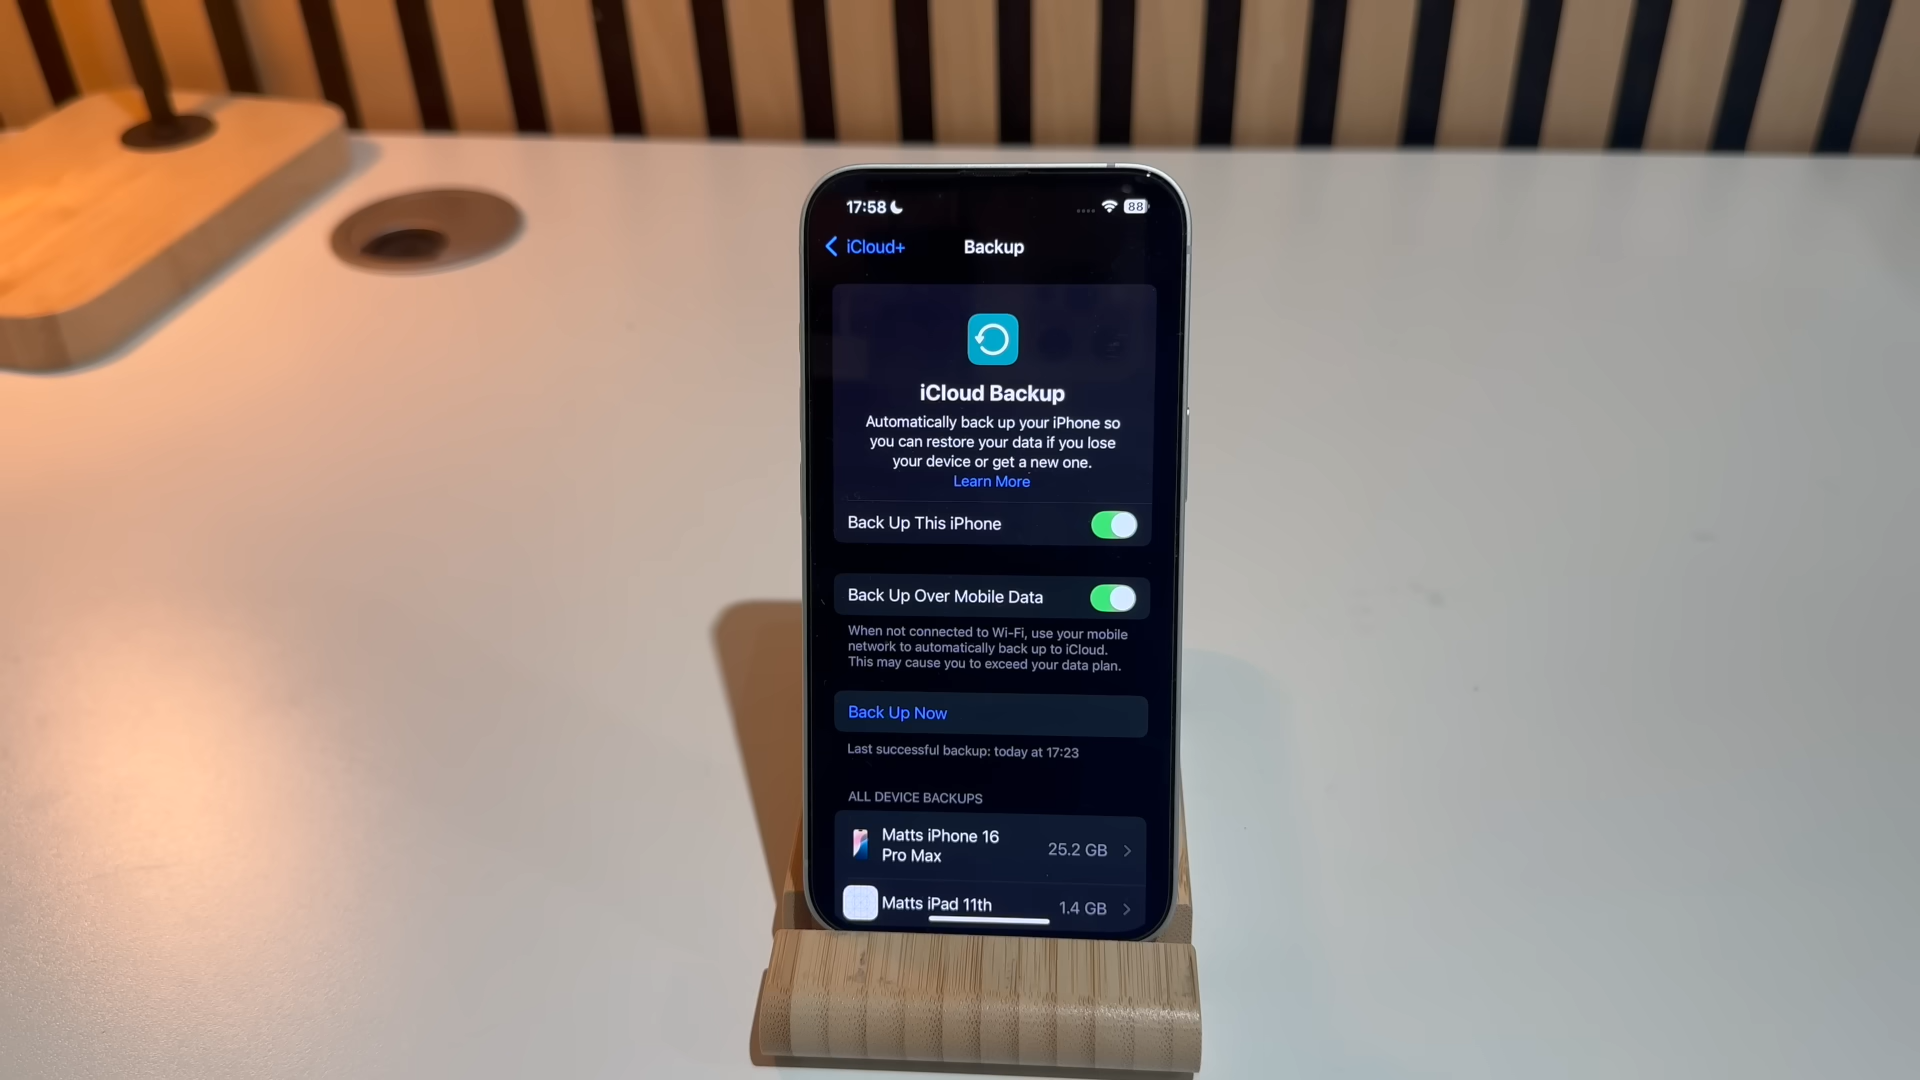 17:58
88
iCloud+
Backup
iCloud Backup
Automatically back up your iPhone so
you can restore your data if you lose
your device or get a new one.
Learn More
Back Up This iPhone
Back Up Over Mobile Data
When not connected to Wi-Fi, use your mobile
network to automatically back up to iCloud.
This may cause you to exceed your data plan.
Back Up Now
Last successful backup: today at 17:23
ALL DEVICE BACKUPS
Matts iPhone 16
Pro Max
25.2 GB
Matts iPad 11th
1.4 GB